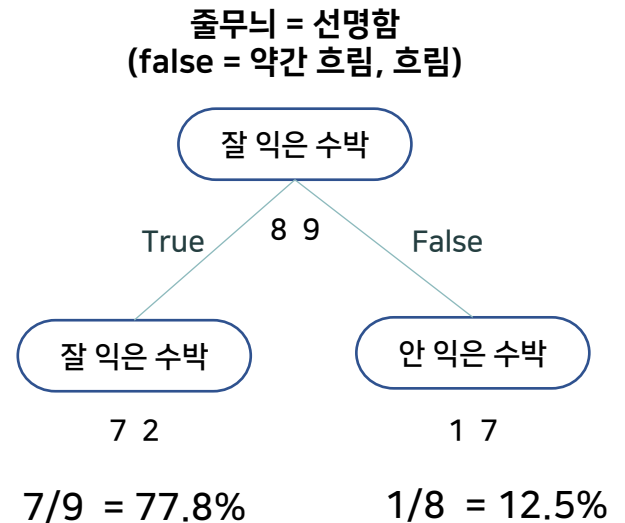 줄무늬 = 선명함
(false = 약간 흐림, 흐림)
잘 익은 수박
8 9
True
False
잘 익은 수박
안 익은 수박
7 2
1 7
7/9 = 77.8%
1/8 = 12.5%